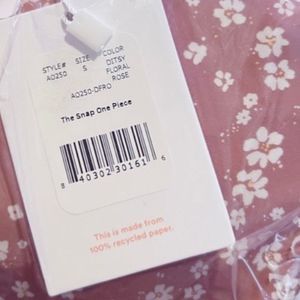 STYLE# SIZE COLOR
A0250 S DITSY
FLORAL
ROSE
A0250-DFRO
The Snap One Piece
8 40302 30161 6
This is made from
100% recycled paper.